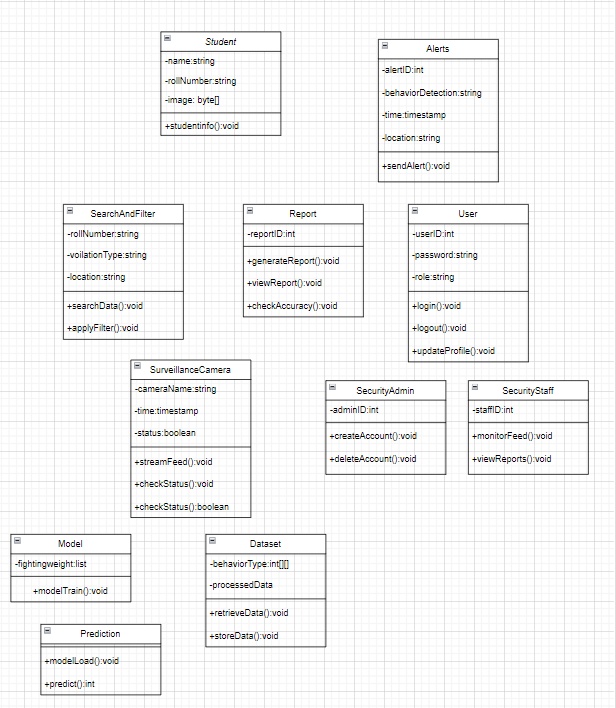 Student
-name:string
-rollNumber:string
-image: byte[]
+studentinfo():void
Alerts
-alertID:int
-behaviorDetection:string
-time:timestamp
-location:string
+sendAlert():void
SearchAndFilter
-rollNumber:string
-voilationType:string
-location:string
+searchData():void
+applyFilter():void
Report
-reportID:int
+generateReport():void
+viewReport():void
+checkAccuracy():void
User
-userID:int
-password:string
-role:string
+login():void
+logout():void
+updateProfile():void
SurveillanceCamera
-cameraName:string
-time:timestamp
-status:boolean
+streamFeed():void
+checkStatus():void
+checkStatus():boolean
SecurityAdmin
-adminID:int
+createAccount():void
+deleteAccount():void
SecurityStaff
-staffID:int
+monitorFeed():void
+viewReports():void
Model
-fightingweight:list
+modelTrain():void
Dataset
-behaviorType:int[][]
-processedData
+retrieveData():void
+storeData():void
Prediction
+modelLoad():void
+predict():int